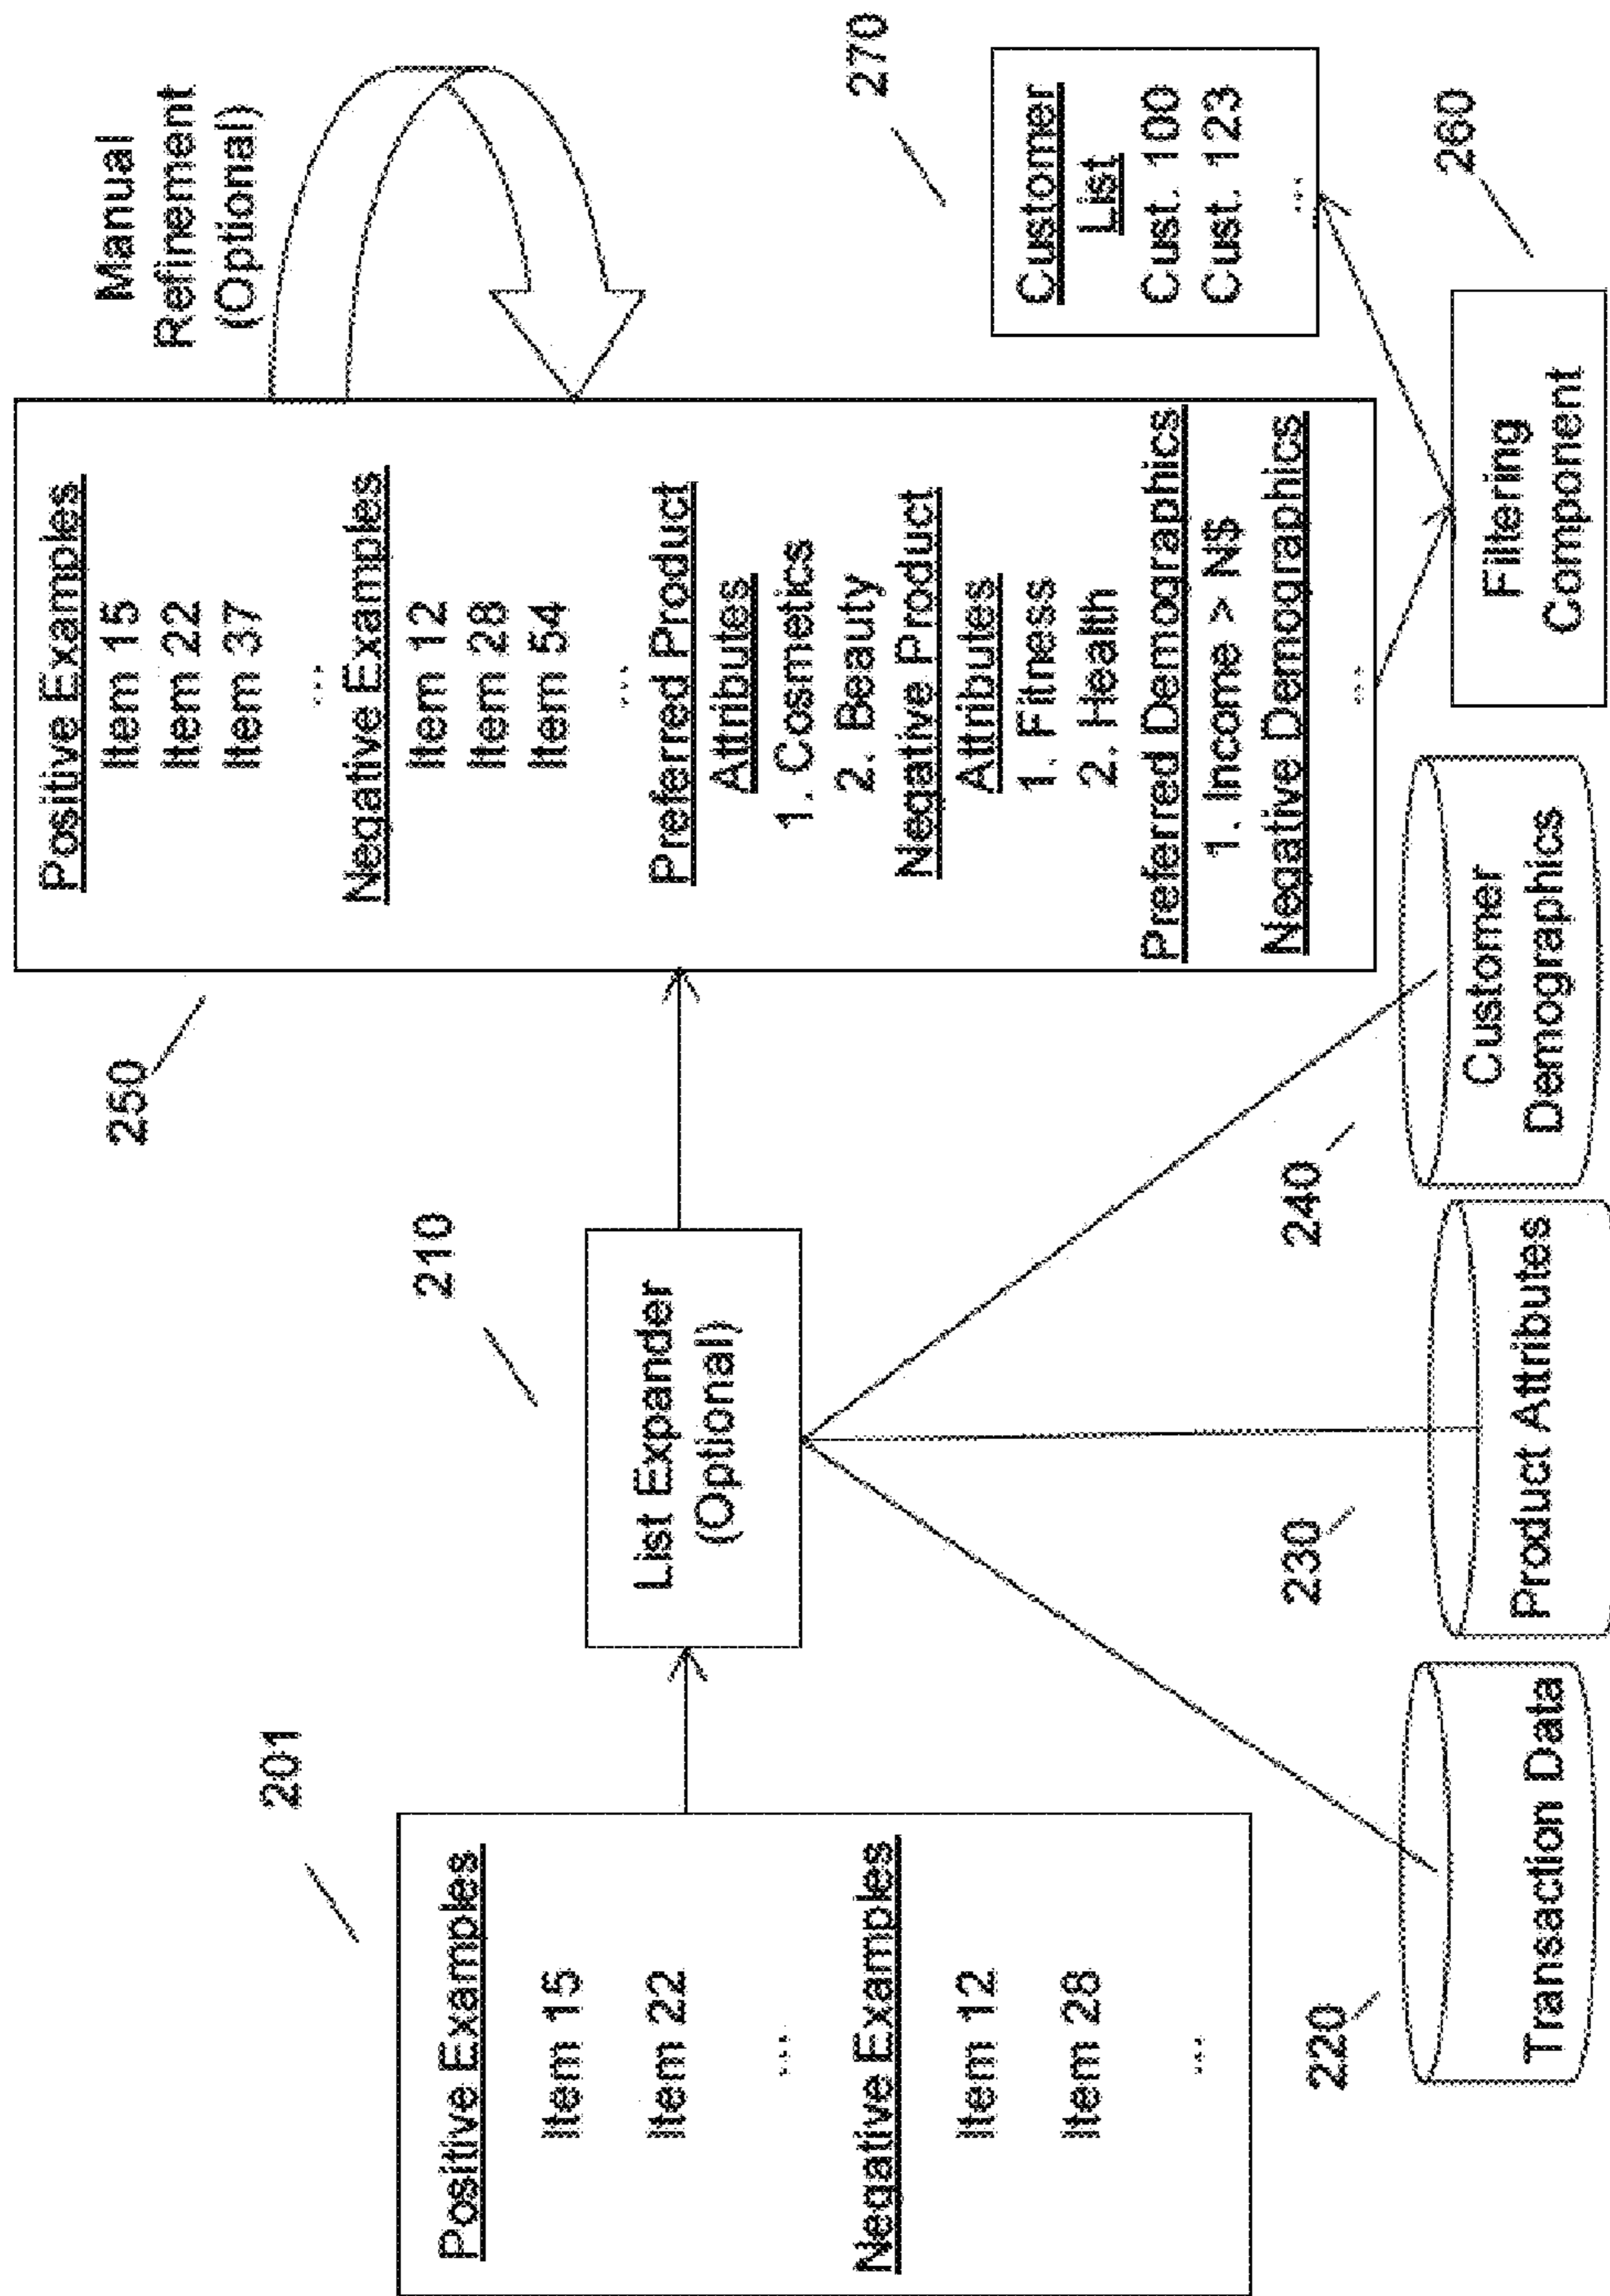 201
Positive Examples
Item 15
Item 22
...
Negative Examples
Item 12
Item 28
...
210
List Expander
(Optional)
220
Transaction Data
230
Product Attributes
240
Customer
Demographics
250
Positive Examples
Item 15
Item 22
Item 37
...
Negative Examples
Item 12
Item 28
Item 54
...
Preferred Product
Attributes
1. Cosmetics
2. Beauty
Negative Product
Attributes
1. Fitness
2. Health
Preferred Demographics
1. Income > N$
Negative Demographics
...
Manual
Refinement
(Optional)
260
Filtering
Component
270
Customer
List
Cust. 100
Cust. 123
...